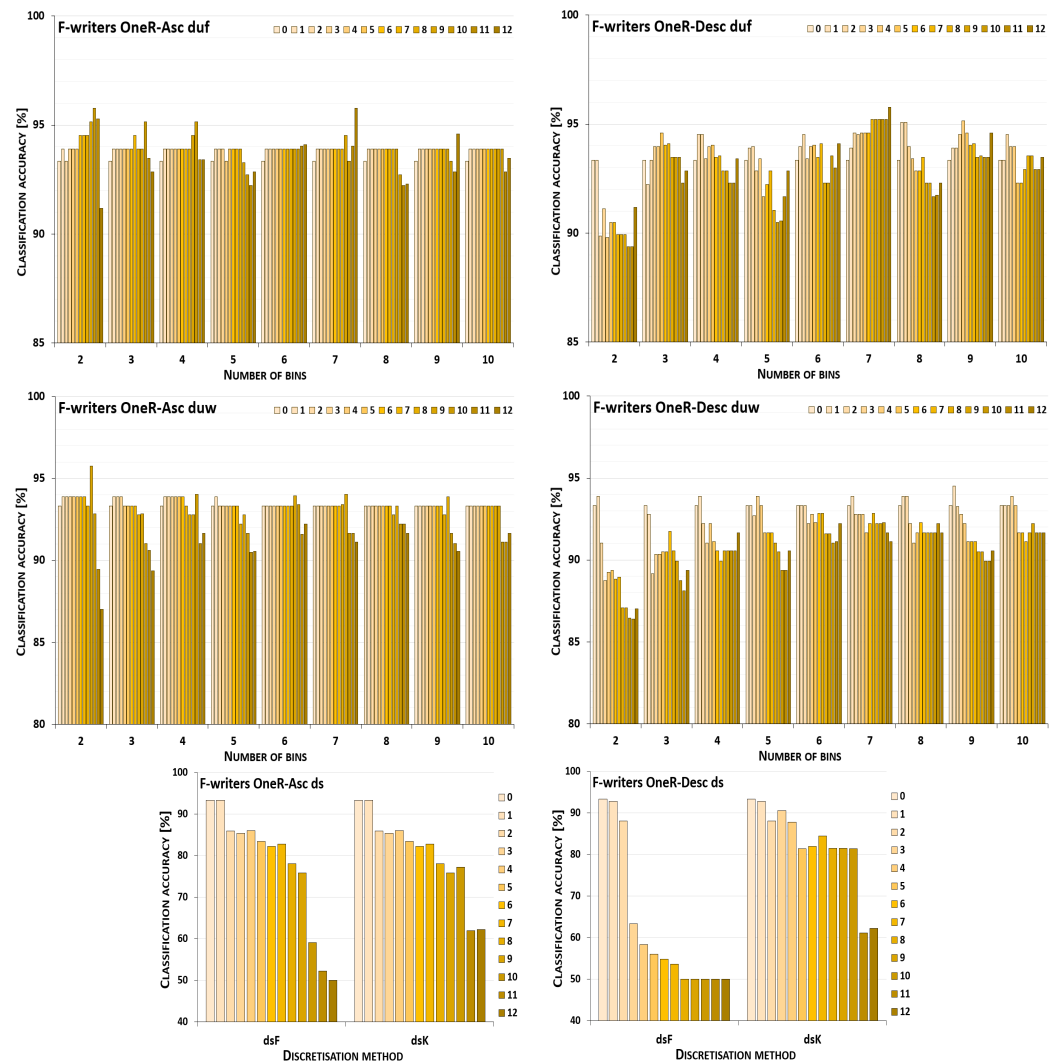 F-writers OneR-Asc duf
0 1 2 3 4 5 6 7 8 9 10 11 12
CLASSIFICATION ACCURACY [%]
100
95
90
85
2 3 4 5 6 7 8 9 10
NUMBER OF BINS
F-writers OneR-Desc duf
0 1 2 3 4 5 6 7 8 9 10 11 12
CLASSIFICATION ACCURACY [%]
100
95
90
85
2 3 4 5 6 7 8 9 10
NUMBER OF BINS
F-writers OneR-Asc duw
0 1 2 3 4 5 6 7 8 9 10 11 12
CLASSIFICATION ACCURACY [%]
100
95
90
85
80
2 3 4 5 6 7 8 9 10
NUMBER OF BINS
F-writers OneR-Desc duw
0 1 2 3 4 5 6 7 8 9 10 11 12
CLASSIFICATION ACCURACY [%]
100
95
90
85
80
2 3 4 5 6 7 8 9 10
NUMBER OF BINS
F-writers OneR-Asc ds
CLASSIFICATION ACCURACY [%]
100
90
80
70
60
50
40
dsF dsK
DISCRETISATION METHOD
0
1
2
3
4
5
6
7
8
9
10
11
12
F-writers OneR-Desc ds
CLASSIFICATION ACCURACY [%]
100
90
80
70
60
50
40
dsF dsK
DISCRETISATION METHOD
0
1
2
3
4
5
6
7
8
9
10
11
12